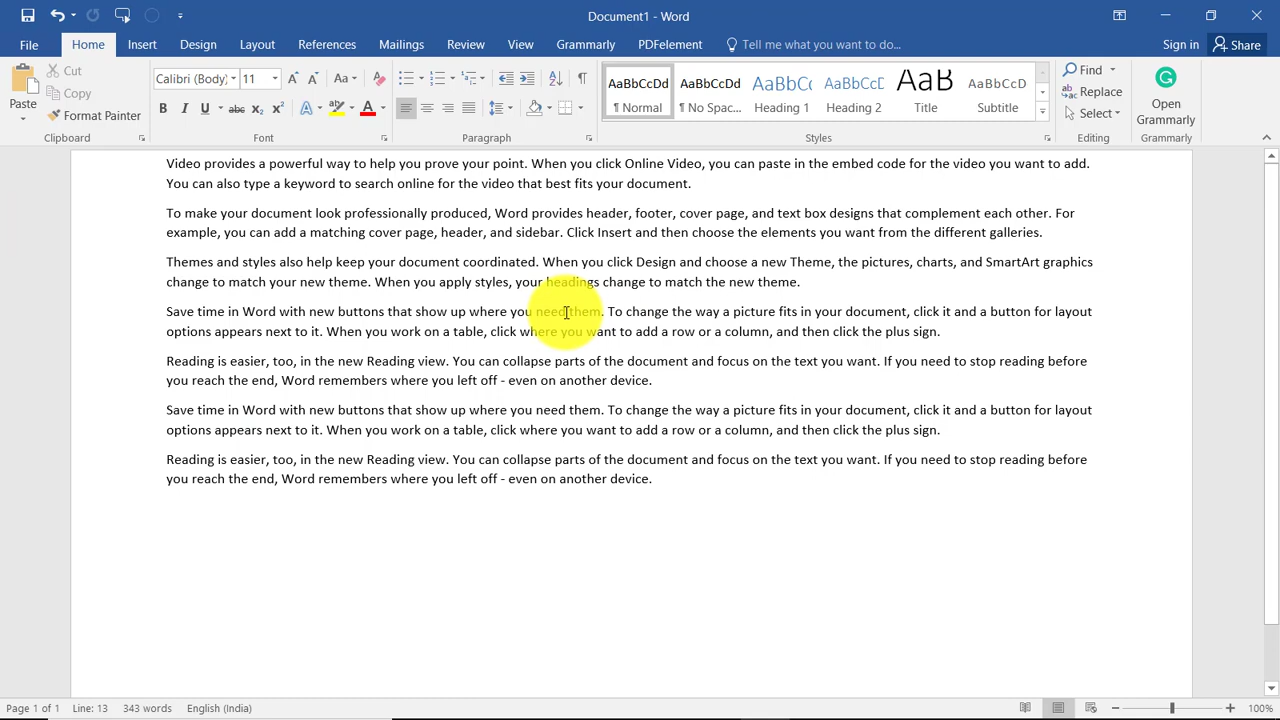 Document1 - Word
File Home Insert Design Layout References Mailings Review View Grammarly PDFelement Tell me what you want to do... Sign in Share
Paste
Cut
Copy
Format Painter
Calibri (Body) 11
B I U abc X₂ X² A A
AaBbCcDd AaBbCcDd AaBbCc AaBbCcD AaB AaBbCcD
¶ Normal ¶ No Spac... Heading 1 Heading 2 Title Subtitle
Find
Replace
Select
Open
Grammarly
Clipboard Font Paragraph Styles Editing Grammarly
Video provides a powerful way to help you prove your point. When you click Online Video, you can paste in the embed code for the video you want to add.
You can also type a keyword to search online for the video that best fits your document.
To make your document look professionally produced, Word provides header, footer, cover page, and text box designs that complement each other. For
example, you can add a matching cover page, header, and sidebar. Click Insert and then choose the elements you want from the different galleries.
Themes and styles also help keep your document coordinated. When you click Design and choose a new Theme, the pictures, charts, and SmartArt graphics
change to match your new theme. When you apply styles, your headings change to match the new theme.
Save time in Word with new buttons that show up where you need them. To change the way a picture fits in your document, click it and a button for layout
options appears next to it. When you work on a table, click where you want to add a row or a column, and then click the plus sign.
Reading is easier, too, in the new Reading view. You can collapse parts of the document and focus on the text you want. If you need to stop reading before
you reach the end, Word remembers where you left off - even on another device.
Save time in Word with new buttons that show up where you need them. To change the way a picture fits in your document, click it and a button for layout
options appears next to it. When you work on a table, click where you want to add a row or a column, and then click the plus sign.
Reading is easier, too, in the new Reading view. You can collapse parts of the document and focus on the text you want. If you need to stop reading before
you reach the end, Word remembers where you left off - even on another device.
Page 1 of 1 Line: 13 343 words English (India) 100%